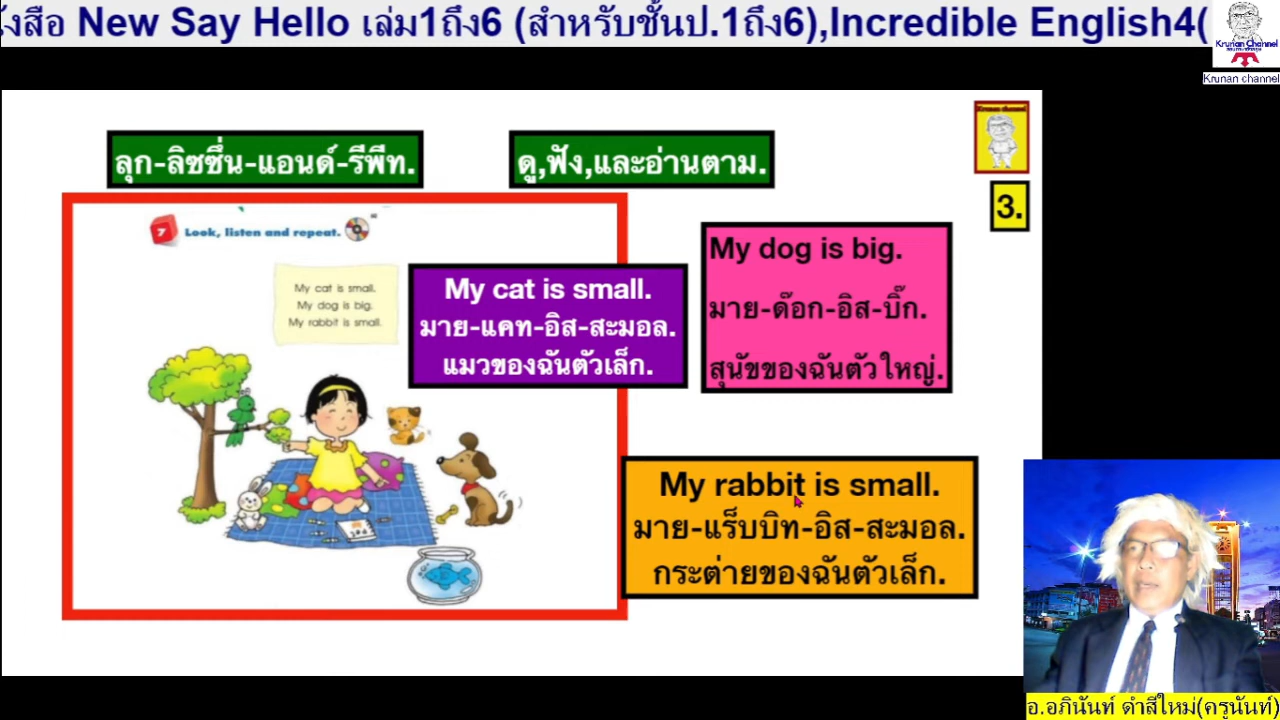 งสือ New Say Hello เล่ม1ถึง6 (สำหรับชั้นป.1ถึง6),Incredible English4(
Krunan Channel
Krunan channel
Krunan channel
ลุก-ลิซซึ่น-แอนด์-รีพีท.
ดู,ฟัง,และอ่านตาม.
3.
7 Look, listen and repeat.
My cat is small.
My dog is big.
My rabbit is small.
My cat is small.
มาย-แคท-อิส-สะมอล.
แมวของฉันตัวเล็ก.
My dog is big.
มาย-ด๊อก-อิส-บิ๊ก.
สุนัขของฉันตัวใหญ่.
My rabbit is small.
มาย-แร็บบิท-อิส-สะมอล.
กระต่ายของฉันตัวเล็ก.
อ.อภินันท์ ดำสีใหม่(ครูนันท์)